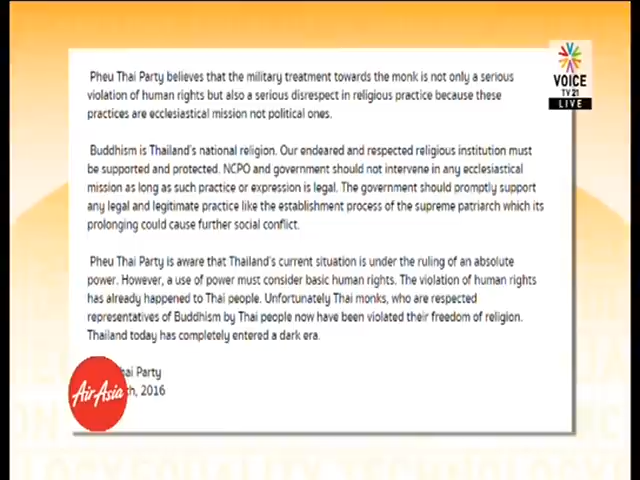 Pheu Thai Party believes that the military treatment towards the monk is not only a serious
violation of human rights but also a serious disrespect in religious practice because these
practices are ecclesiastical mission not political ones.
Buddhism is Thailand's national religion. Our endeared and respected religious institution must
be supported and protected. NCPO and government should not intervene in any ecclesiastical
mission as long as such practice or expression is legal. The government should promptly support
any legal and legitimate practice like the establishment process of the supreme patriarch which its
prolonging could cause further social conflict.
Pheu Thai Party is aware that Thailand's current situation is under the ruling of an absolute
power. However, a use of power must consider basic human rights. The violation of human rights
has already happened to Thai people. Unfortunately Thai monks, who are respected
representatives of Buddhism by Thai people now have been violated their freedom of religion.
Thailand today has completely entered a dark era.
hai Party
th, 2016
AirAsia
VOICE
TV 21
LIVE